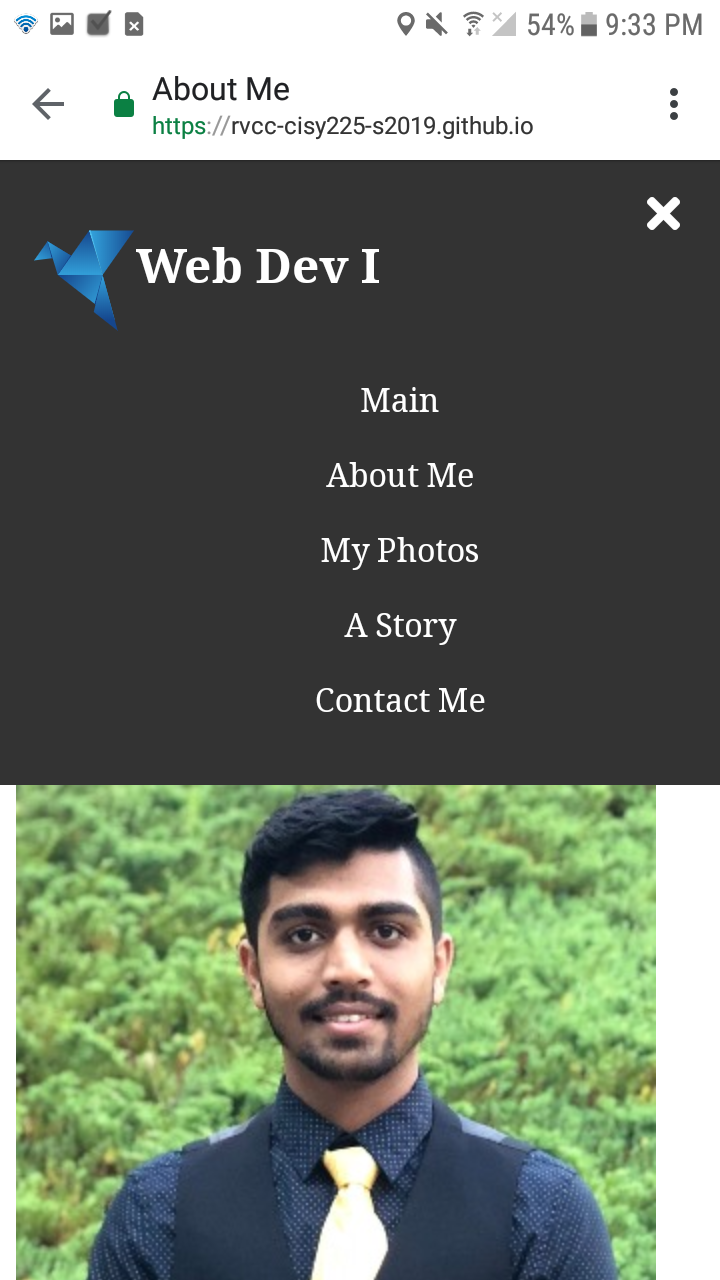 54% 9:33 PM
About Me
https://rvcc-cisy225-s2019.github.io
Web Dev I
Main
About Me
My Photos
A Story
Contact Me